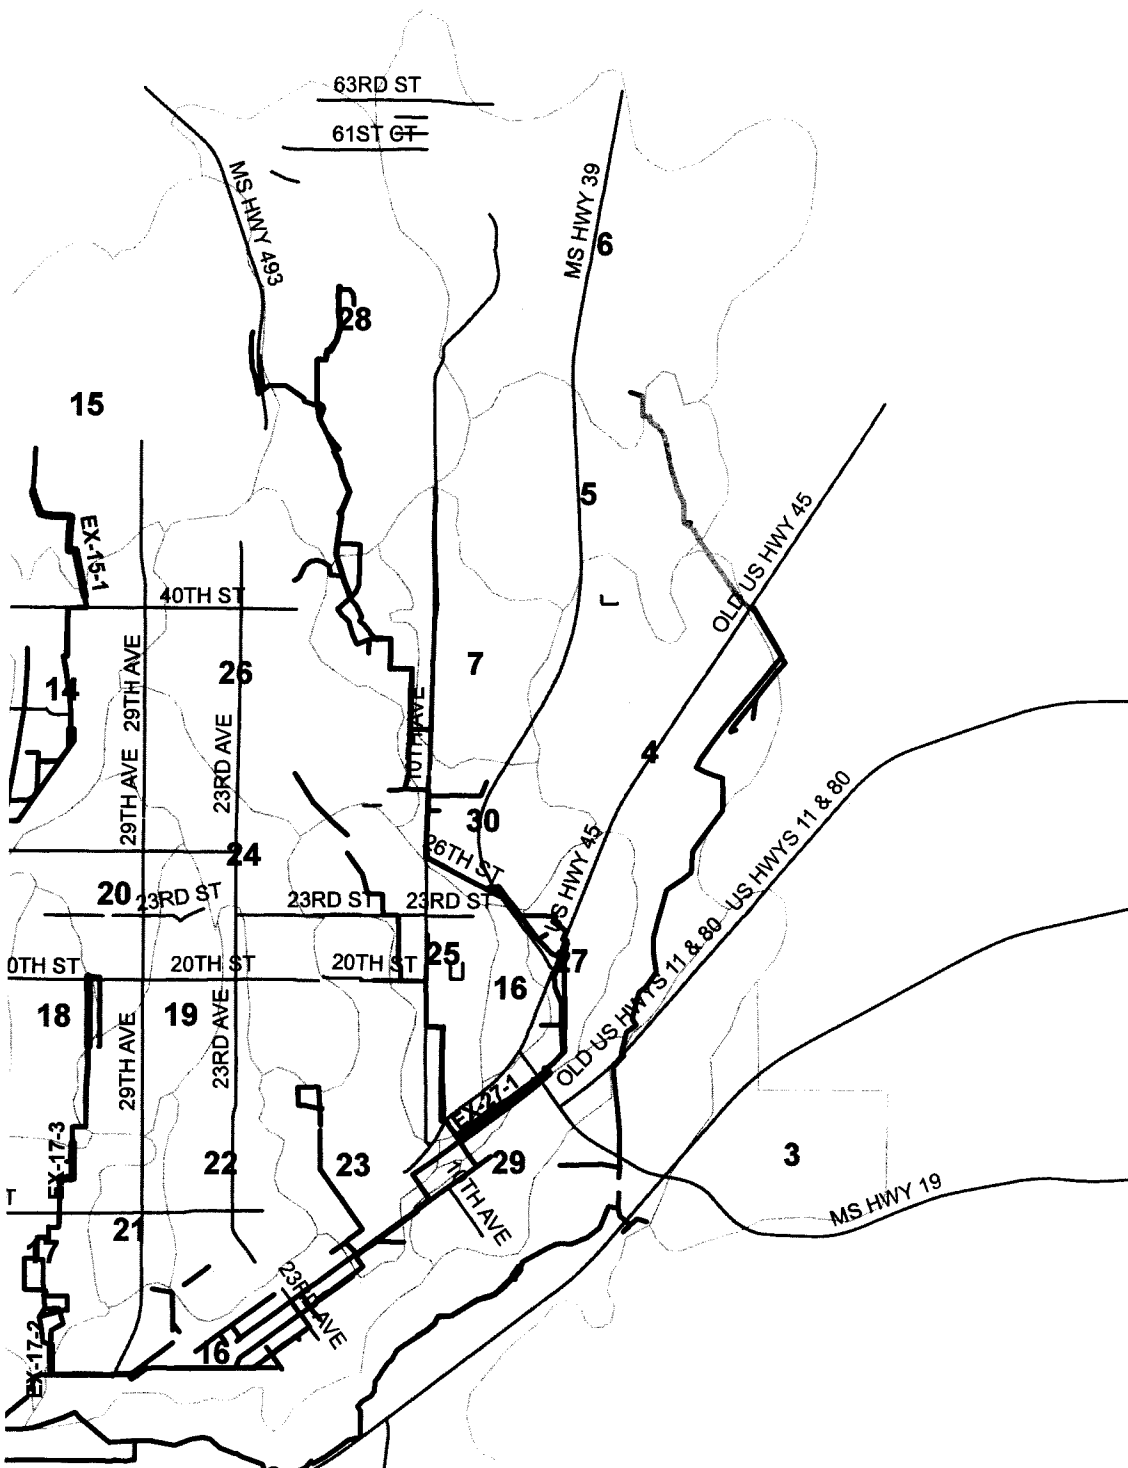 63RD ST
61ST CT
MS HWY 493
MS HWY 39
6
28
15
5
EX-15-1
OLD US HWY 45
40TH ST
29TH AVE
26
7
14
23RD AVE
10TH AVE
4
29TH AVE
US HWYS 11 & 80
30
26TH ST
US HWY 45
24
20
23RD ST
23RD ST
23RD ST
25
27
0TH ST
20TH ST
20TH ST
16
OLD US HWYS 11 & 80
18
19
29TH AVE
23RD AVE
EX-27-1
EX-17-3
22
23
29
3
10TH AVE
T
MS HWY 19
21
17
23RD AVE
EX-17-2
16